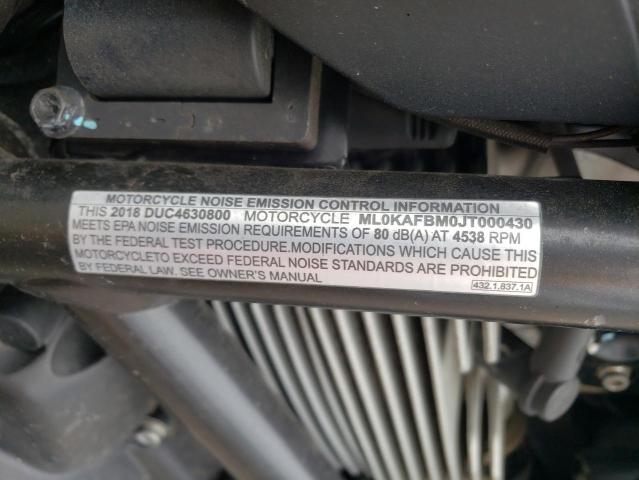 MOTORCYCLE NOISE EMISSION CONTROL INFORMATION
THIS 2018 DUC4630800 MOTORCYCLE ML0KAFBM0JT000430
MEETS EPA NOISE EMISSION REQUIREMENTS OF 80 dB(A) AT 4538 RPM
BY THE FEDERAL TEST PROCEDURE.MODIFICATIONS WHICH CAUSE THIS
MOTORCYCLETO EXCEED FEDERAL NOISE STANDARDS ARE PROHIBITED
BY FEDERAL LAW. SEE OWNER'S MANUAL
432.1.837.1A